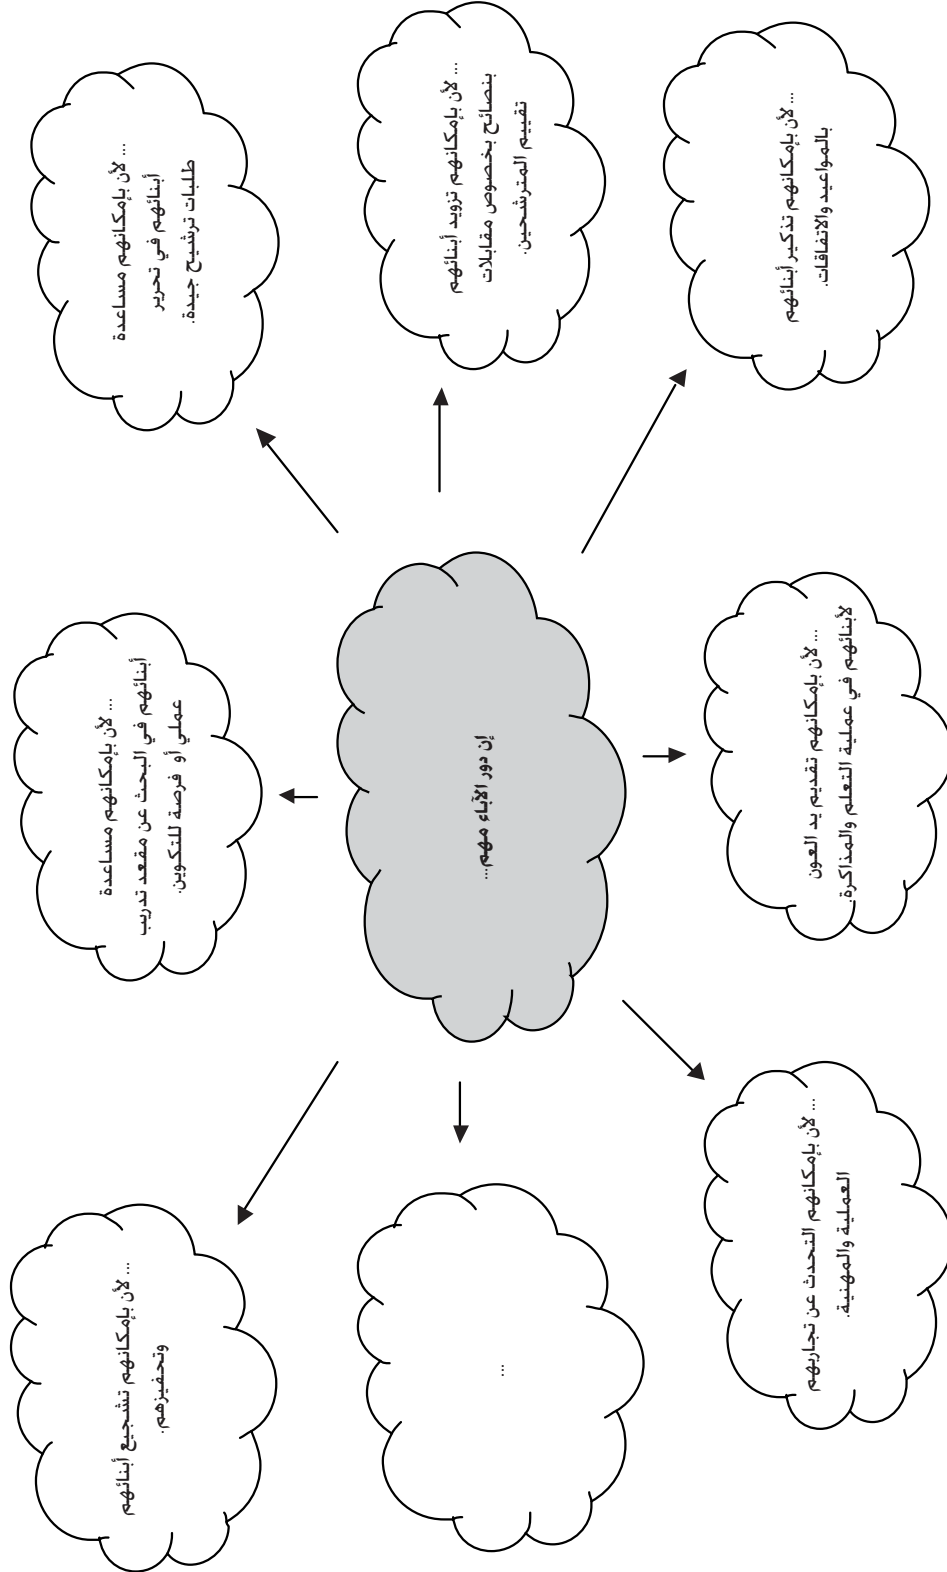 ... لأن بإمكانهم مساعدة
أبنائهم في تحرير
طلبات ترشيح جيدة.
... لأن بإمكانهم مساعدة
أبنائهم في البحث عن مقعد تدريب
عملي أو فرصة للتكوين.
... لأن بإمكانهم تشجيع أبنائهم
وتحفيزهم.
... لأن بإمكانهم تزويد أبنائهم
بنصائح بخصوص مقابلات
تقييم المترشحين.
إن دور الآباء مهم...
...
... لأن بإمكانهم تذكير أبنائهم
بالمواعيد والاتفاقات.
... لأن بإمكانهم تقديم يد العون
لأبنائهم في عملية التعلم والمذاكرة.
... لأن بإمكانهم التحدث عن تجاربهم
العملية والمهنية.